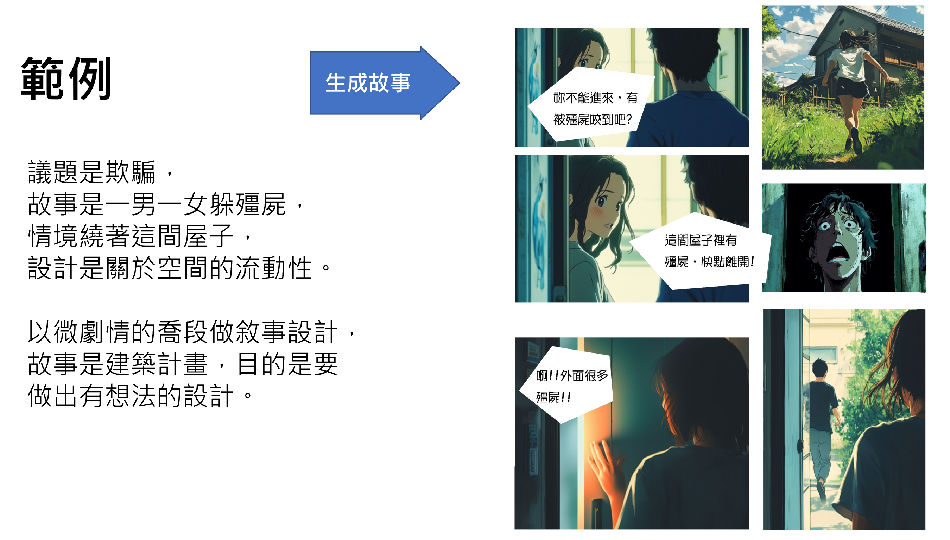 範例
生成故事
議題是欺騙，
故事是一男一女躲殭屍，
情境繞著這間屋子，
設計是關於空間的流動性。
以微劇情的喬段做敘事設計，
故事是建築計畫，目的是要
做出有想法的設計。
妳不能進來，有
被殭屍咬到吧?
這間屋子裡有
殭屍，快點離開!
啊!!外面很多
殭屍!!